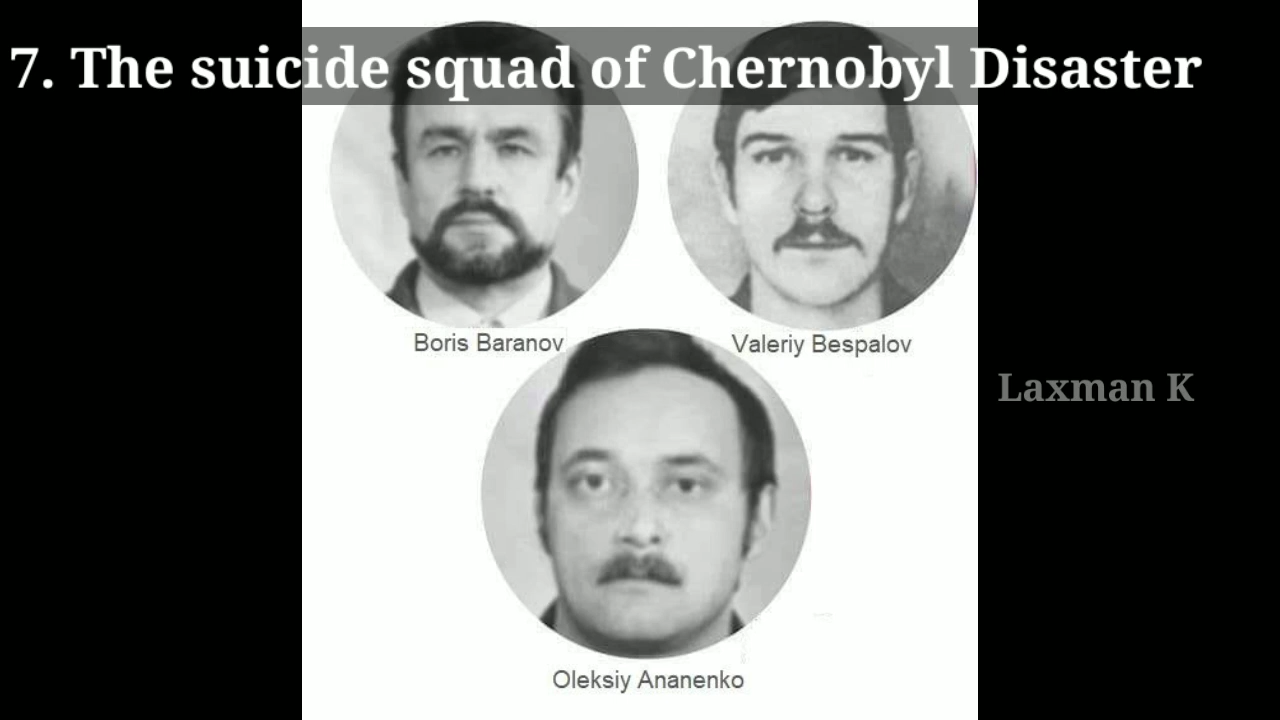 7. The suicide squad of Chernobyl Disaster
Boris Baranov
Valeriy Bespalov
Laxman K
Oleksiy Ananenko